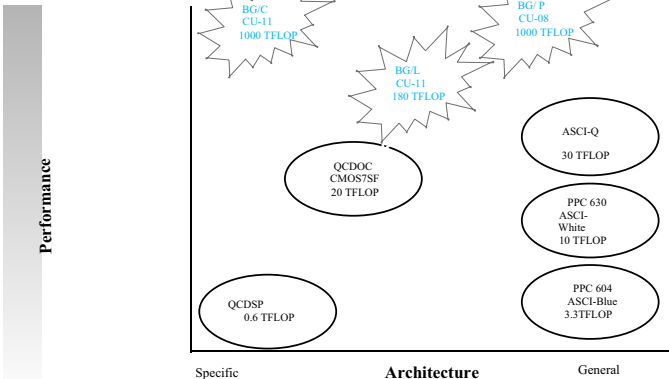 BG/C
CU-11
1000 TFLOP
BG/ P
CU-08
1000 TFLOP
BG/L
CU-11
180 TFLOP
ASCI-Q
30 TFLOP
QCDOC
CMOS7SF
20 TFLOP
PPC 630
ASCI-
White
10 TFLOP
PPC 604
ASCI-Blue
3.3TFLOP
QCDSP
0.6 TFLOP
Performance
Specific
Architecture
General